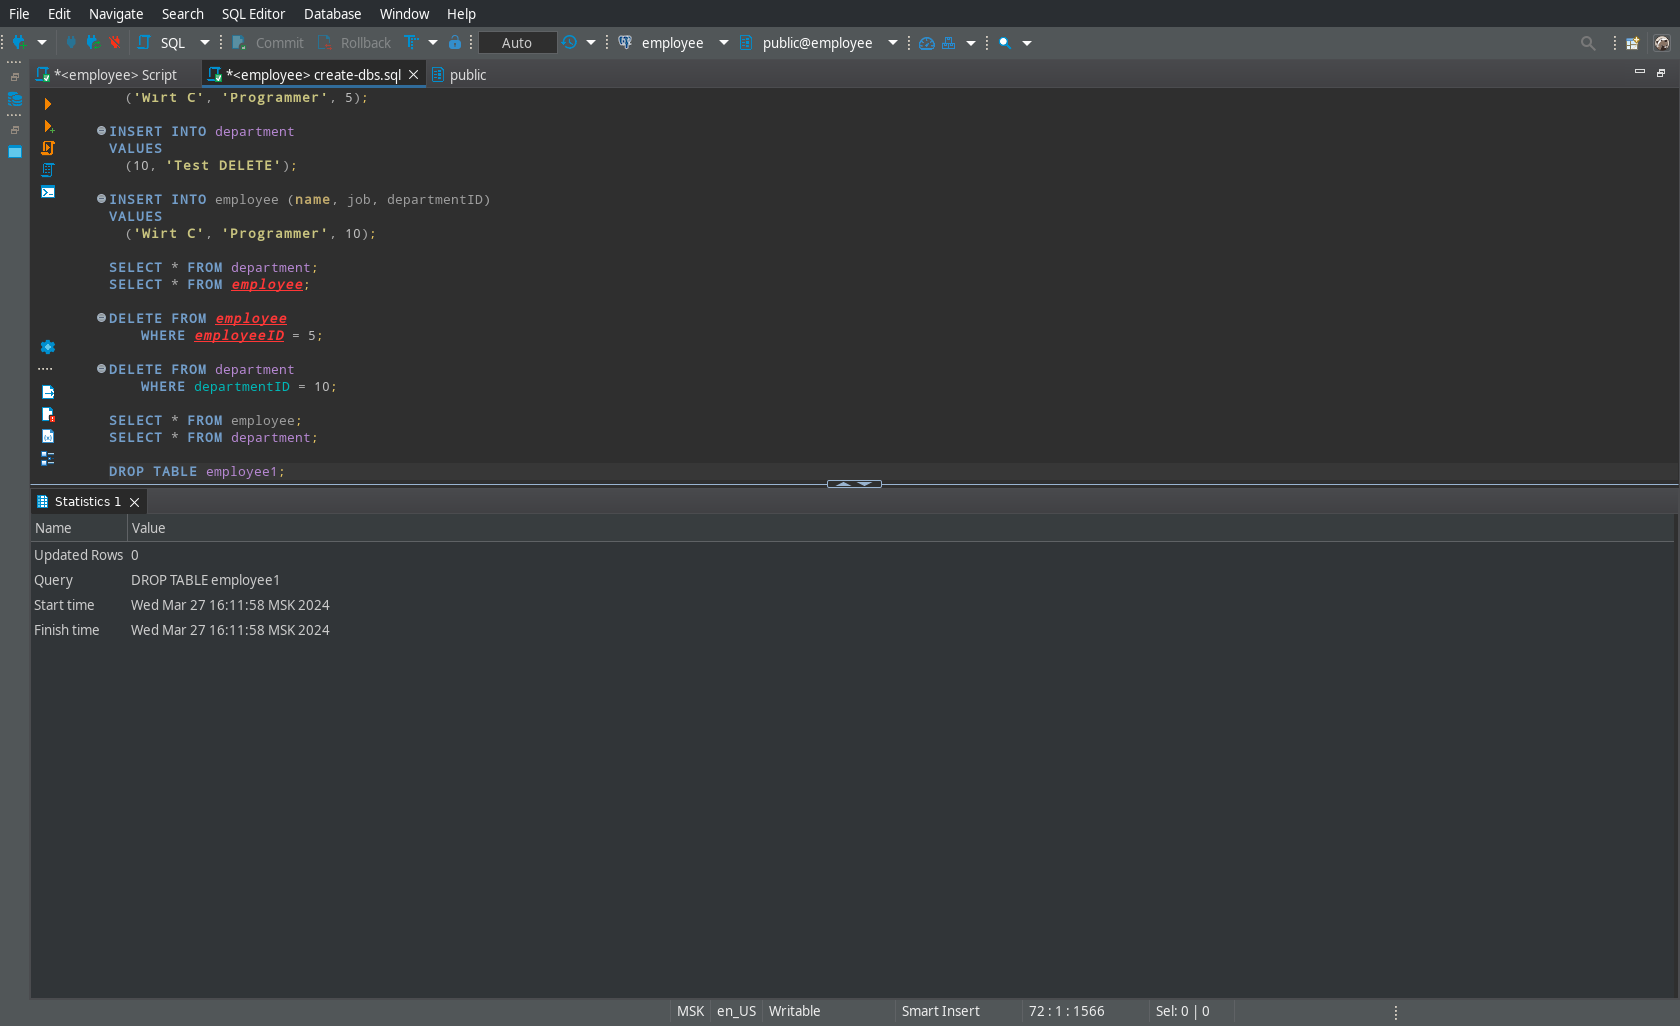 File Edit Navigate Search SQL Editor Database Window Help
SQL Commit Rollback Auto employee public@employee
*<employee> Script *<employee> create-dbs.sql public
('Wirt C', 'Programmer', 5);
INSERT INTO department
VALUES
(10, 'Test DELETE');
INSERT INTO employee (name, job, departmentID)
VALUES
('Wirt C', 'Programmer', 10);
SELECT * FROM department;
SELECT * FROM employee;
DELETE FROM employee
WHERE employeeID = 5;
DELETE FROM department
WHERE departmentID = 10;
SELECT * FROM employee;
SELECT * FROM department;
DROP TABLE employee1;
Statistics 1
Name Value
Updated Rows 0
Query DROP TABLE employee1
Start time Wed Mar 27 16:11:58 MSK 2024
Finish time Wed Mar 27 16:11:58 MSK 2024
MSK en_US Writable Smart Insert 72 : 1 : 1566 Sel: 0 | 0